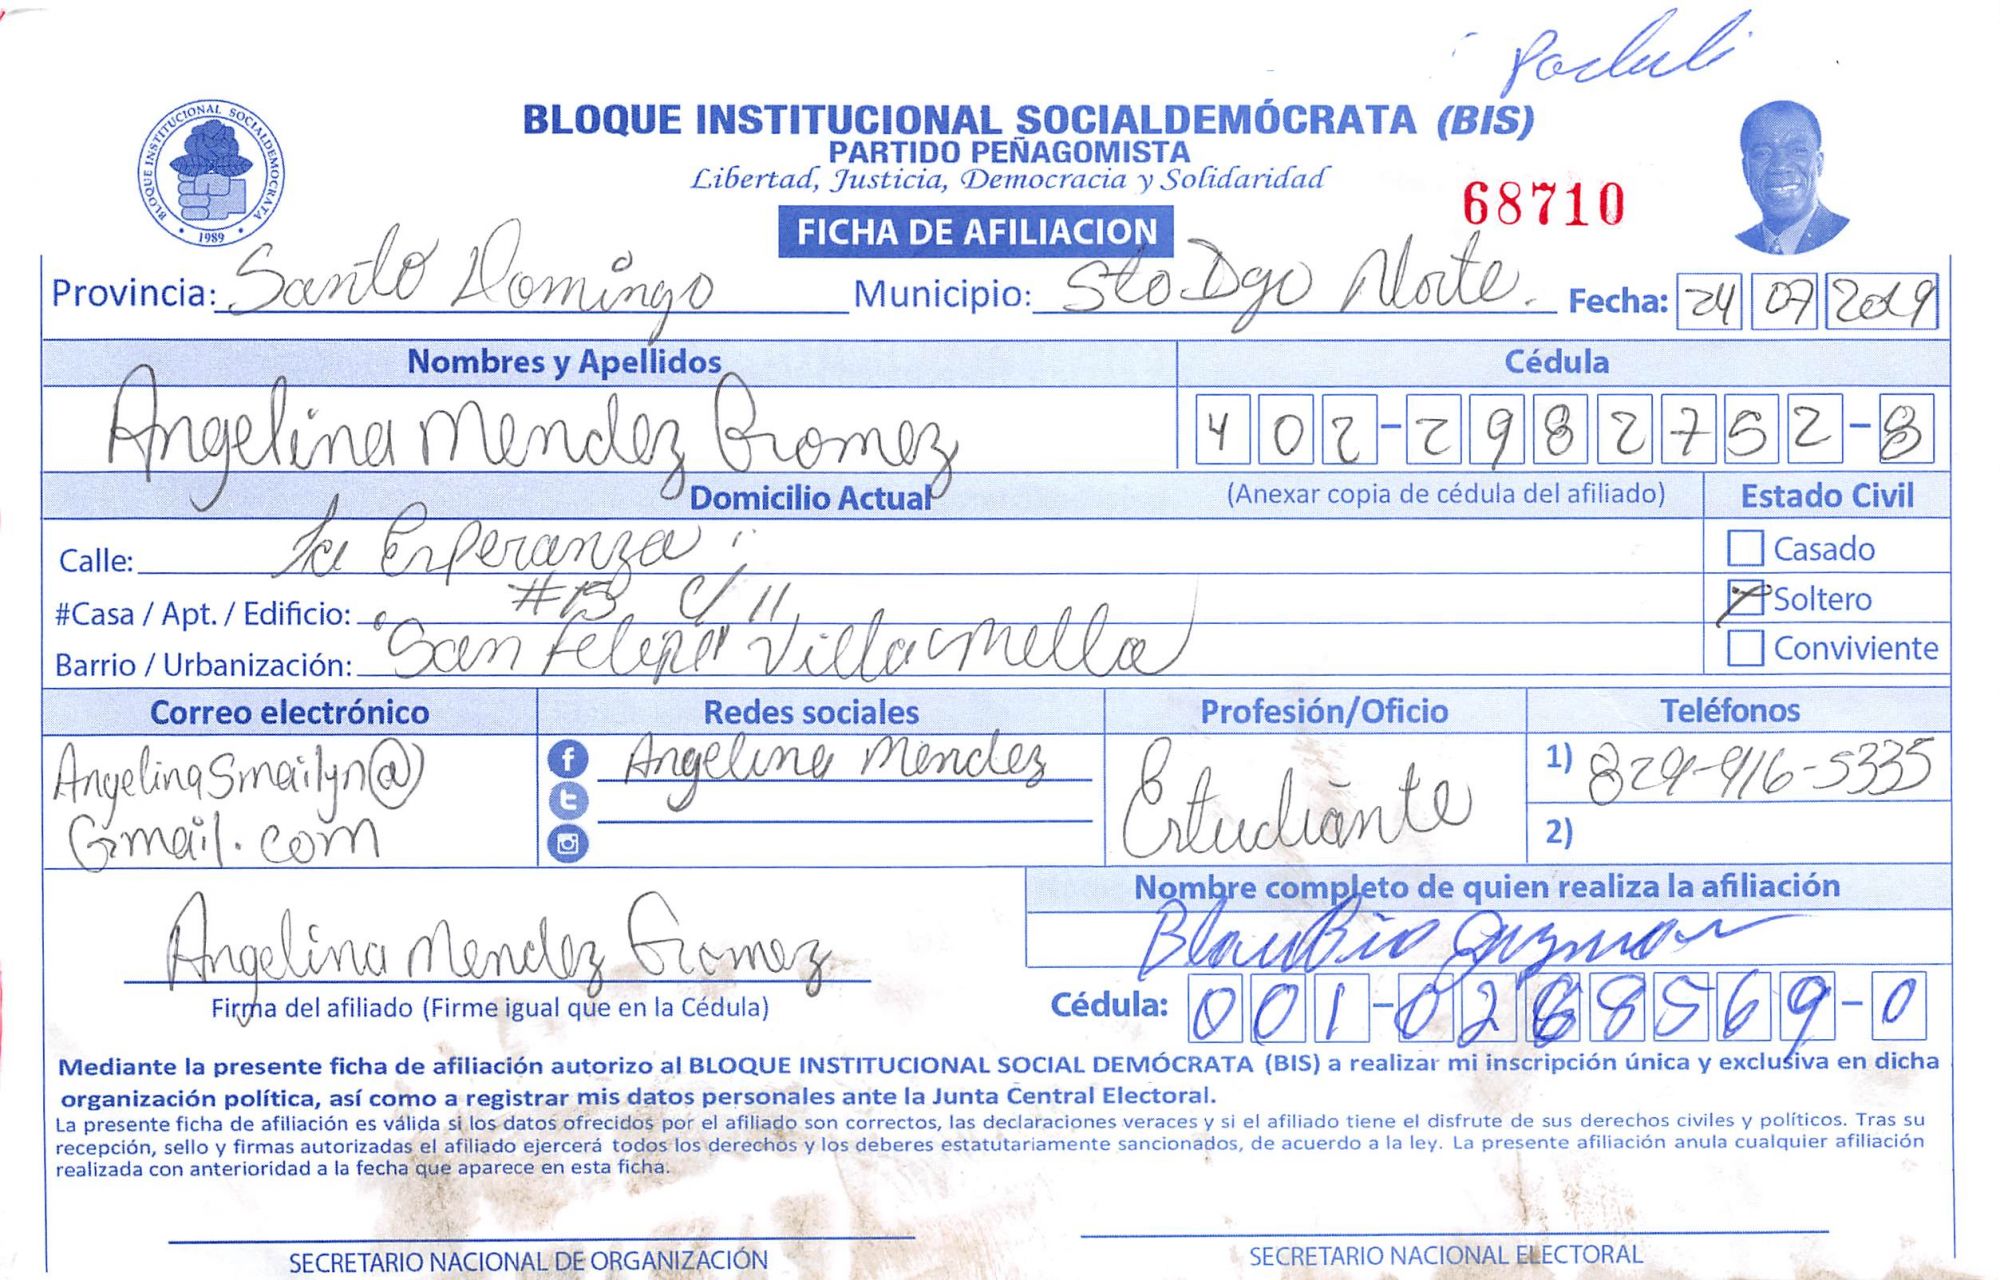 BLOQUE INSTITUCIONAL SOCIALDEMÓCRATA (BIS)
PARTIDO PEÑAGOMISTA
Libertad, Justicia, Democracia y Solidaridad
BLOQUE INSTITUCIONAL SOCIALDEMOCRATA
1989
68710
FICHA DE AFILIACION
Provincia: Santo Domingo Municipio: Sto Dgo Norte. Fecha: 24 07 2019
Nombres y Apellidos Cédula
Angelina Mendez Gomez 402-2982752-8
Domicilio Actual (Anexar copia de cédula del afiliado) Estado Civil
Calle: La Esperanza Casado
#Casa / Apt. / Edificio: #13 c/ 11 Soltero
Barrio / Urbanización: "San Felipe" Villa Mella Conviviente
Correo electrónico Redes sociales Profesión/Oficio Teléfonos
AngelinaSmailyn@ Angelina Mendez Estudiante 1) 829-916-5335
Gmail.com 2)
Nombre completo de quien realiza la afiliación
Angelina Mendez Gomez Guzman
Firma del afiliado (Firme igual que en la Cédula) Cédula: 001-0268569-0
Mediante la presente ficha de afiliación autorizo al BLOQUE INSTITUCIONAL SOCIAL DEMÓCRATA (BIS) a realizar mi inscripción única y exclusiva en dicha
organización política, así como a registrar mis datos personales ante la Junta Central Electoral.
La presente ficha de afiliación es válida si los datos ofrecidos por el afiliado son correctos, las declaraciones veraces y si el afiliado tiene el disfrute de sus derechos civiles y políticos. Tras su
recepción, sello y firmas autorizadas el afiliado ejercerá todos los derechos y los deberes estatutariamente sancionados, de acuerdo a la ley. La presente afiliación anula cualquier afiliación
realizada con anterioridad a la fecha que aparece en esta ficha.
SECRETARIO NACIONAL DE ORGANIZACIÓN SECRETARIO NACIONAL ELECTORAL